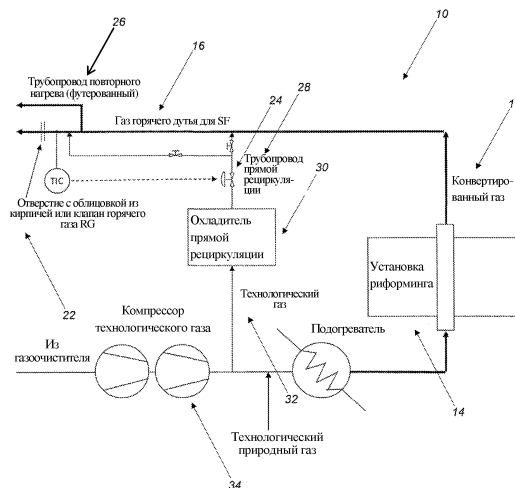 26
16
10
Трубопровод повторного
нагрева (футерованный)
Газ горячего дутья для SF
24
28
1
TIC
Трубопровод
прямой
рециркуля-
ции
30
Конвертиро-
ванный газ
Отверстие с облицовкой из
кирпичей или клапан горячего
газа RG
Охладитель
прямой
рециркуляции
Установка
риформинга
22
Компрессор
технологического газа
Технологический
газ
Подогреватель
Из
газоочистителя
32
14
Технологический
природный газ
34